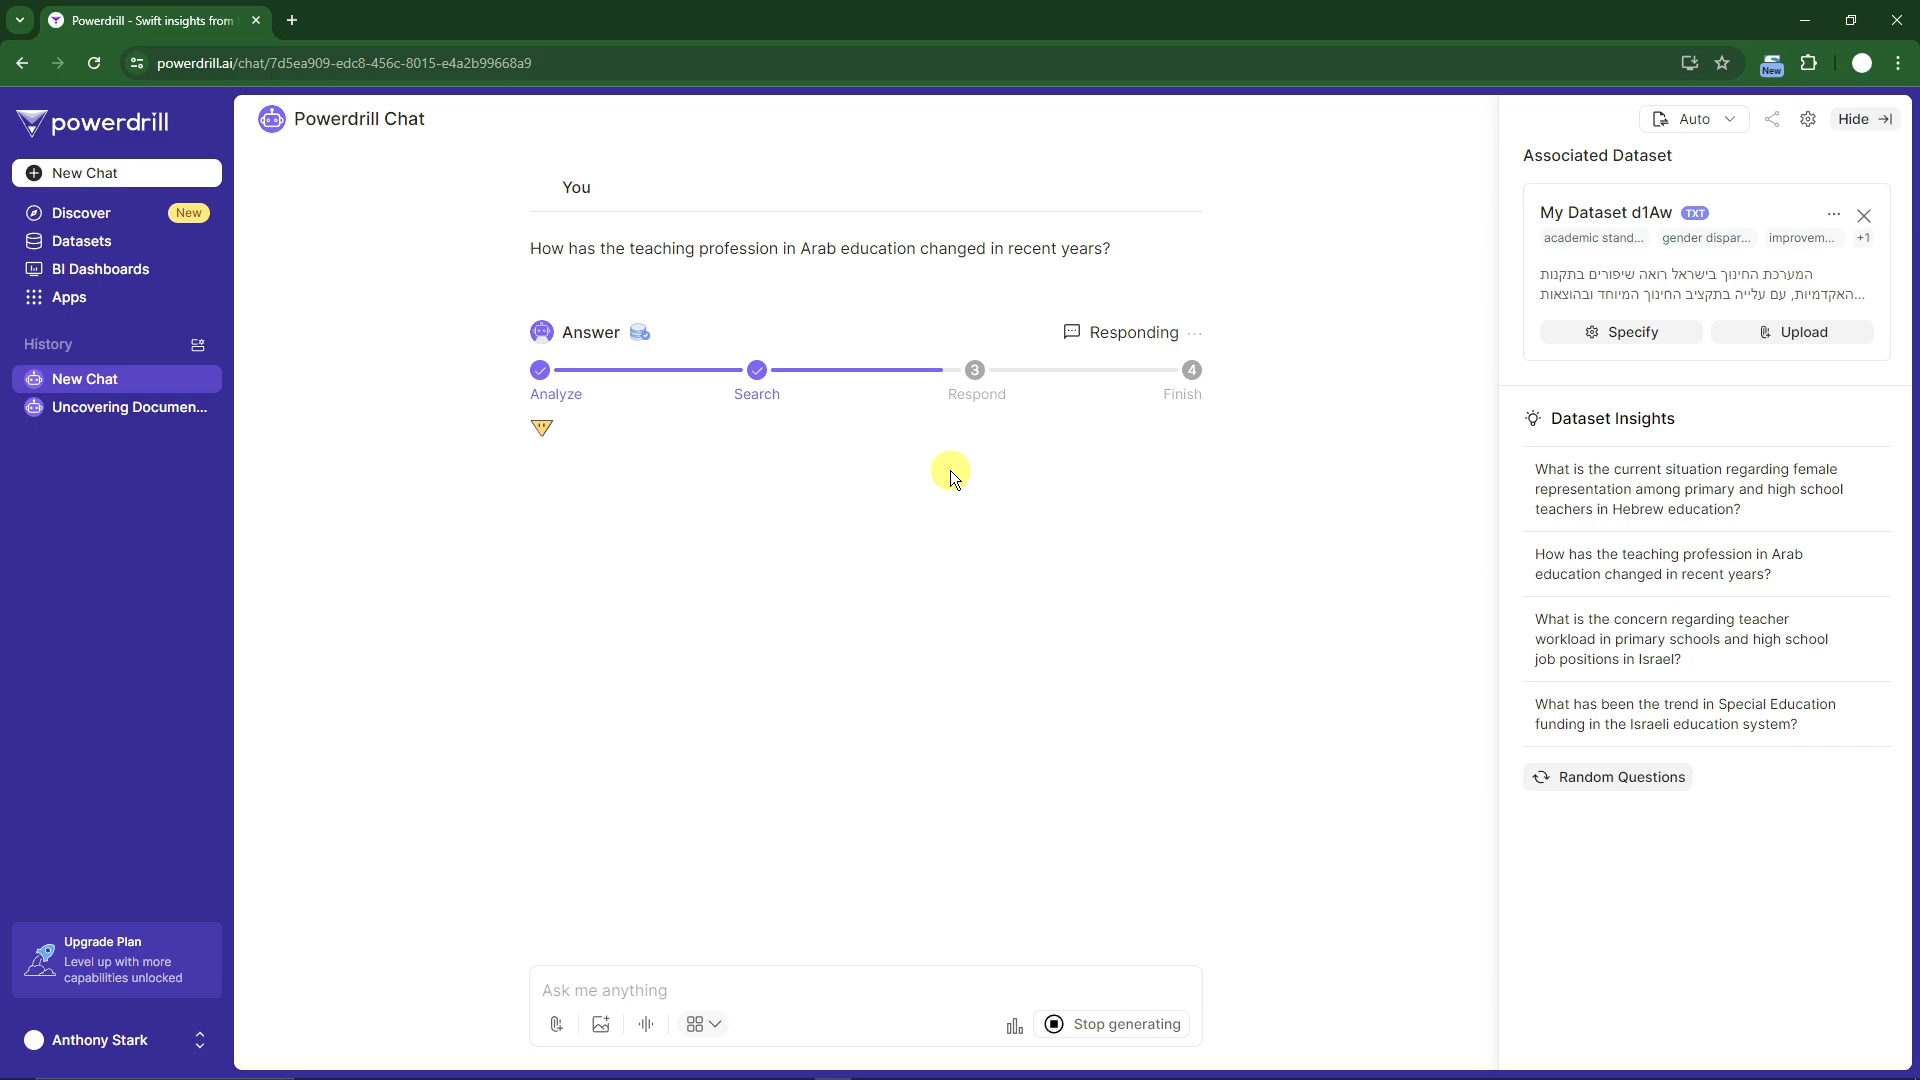 Powerdrill - Swift insights from
powerdrill.ai/chat/7d5ea909-edc8-456c-8015-e4a2b99668a9
New
powerdrill
New Chat
Discover
New
Datasets
BI Dashboards
Apps
History
New Chat
Uncovering Documen...
Upgrade Plan
Level up with more
capabilities unlocked
Anthony Stark
Powerdrill Chat
You
How has the teaching profession in Arab education changed in recent years?
Answer
Responding ...
3
4
Analyze
Search
Respond
Finish
Ask me anything
Stop generating
Auto
Hide
Associated Dataset
My Dataset d1Aw TXT
academic stand... gender dispar... improvem... +1
המערכת החינוך בישראל רואה שיפורים בתקנות
האקדמיות, עם עלייה בתקציב החינוך המיוחד ובהוצאות...
Specify
Upload
Dataset Insights
What is the current situation regarding female
representation among primary and high school
teachers in Hebrew education?
How has the teaching profession in Arab
education changed in recent years?
What is the concern regarding teacher
workload in primary schools and high school
job positions in Israel?
What has been the trend in Special Education
funding in the Israeli education system?
Random Questions